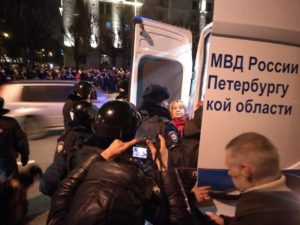 МВД России
Петербургу
кой области